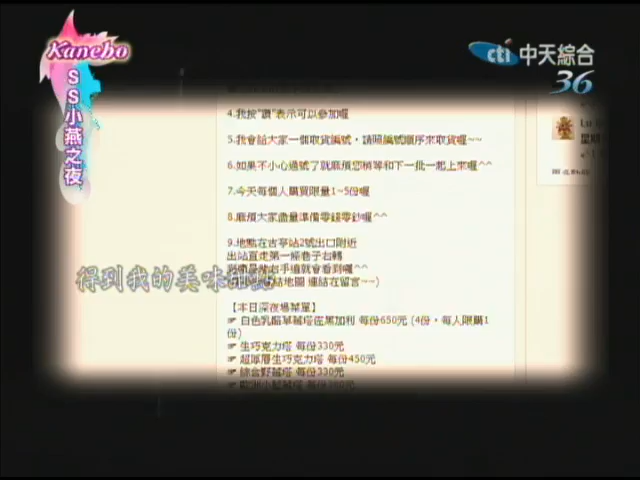 Kanebo
SS小燕之夜
cti 中天綜合
36
4.我按"讚"表示可以參加喔
5.我會給大家一個取貨編號，請照編號順序來取貨喔~~
6.如果不小心過號了就麻煩您稍等和下一批一起上來喔^^
7.今天每個人購買限量1~5份喔
8.麻煩大家盡量準備零錢零鈔喔^^
9.地點在古亭站2號出口附近
出站直走第一條巷子右轉
得到我的美味甜點
連結在留言~~)
【本日深夜場菜單】
☞ 白色乳酪草莓塔佐黑加利 每份650元 (4份，每人限購1
份)
☞ 生巧克力塔 每份330元
☞ 超厚層生巧克力塔 每份450元
☞ 綜合野莓塔 每份330元